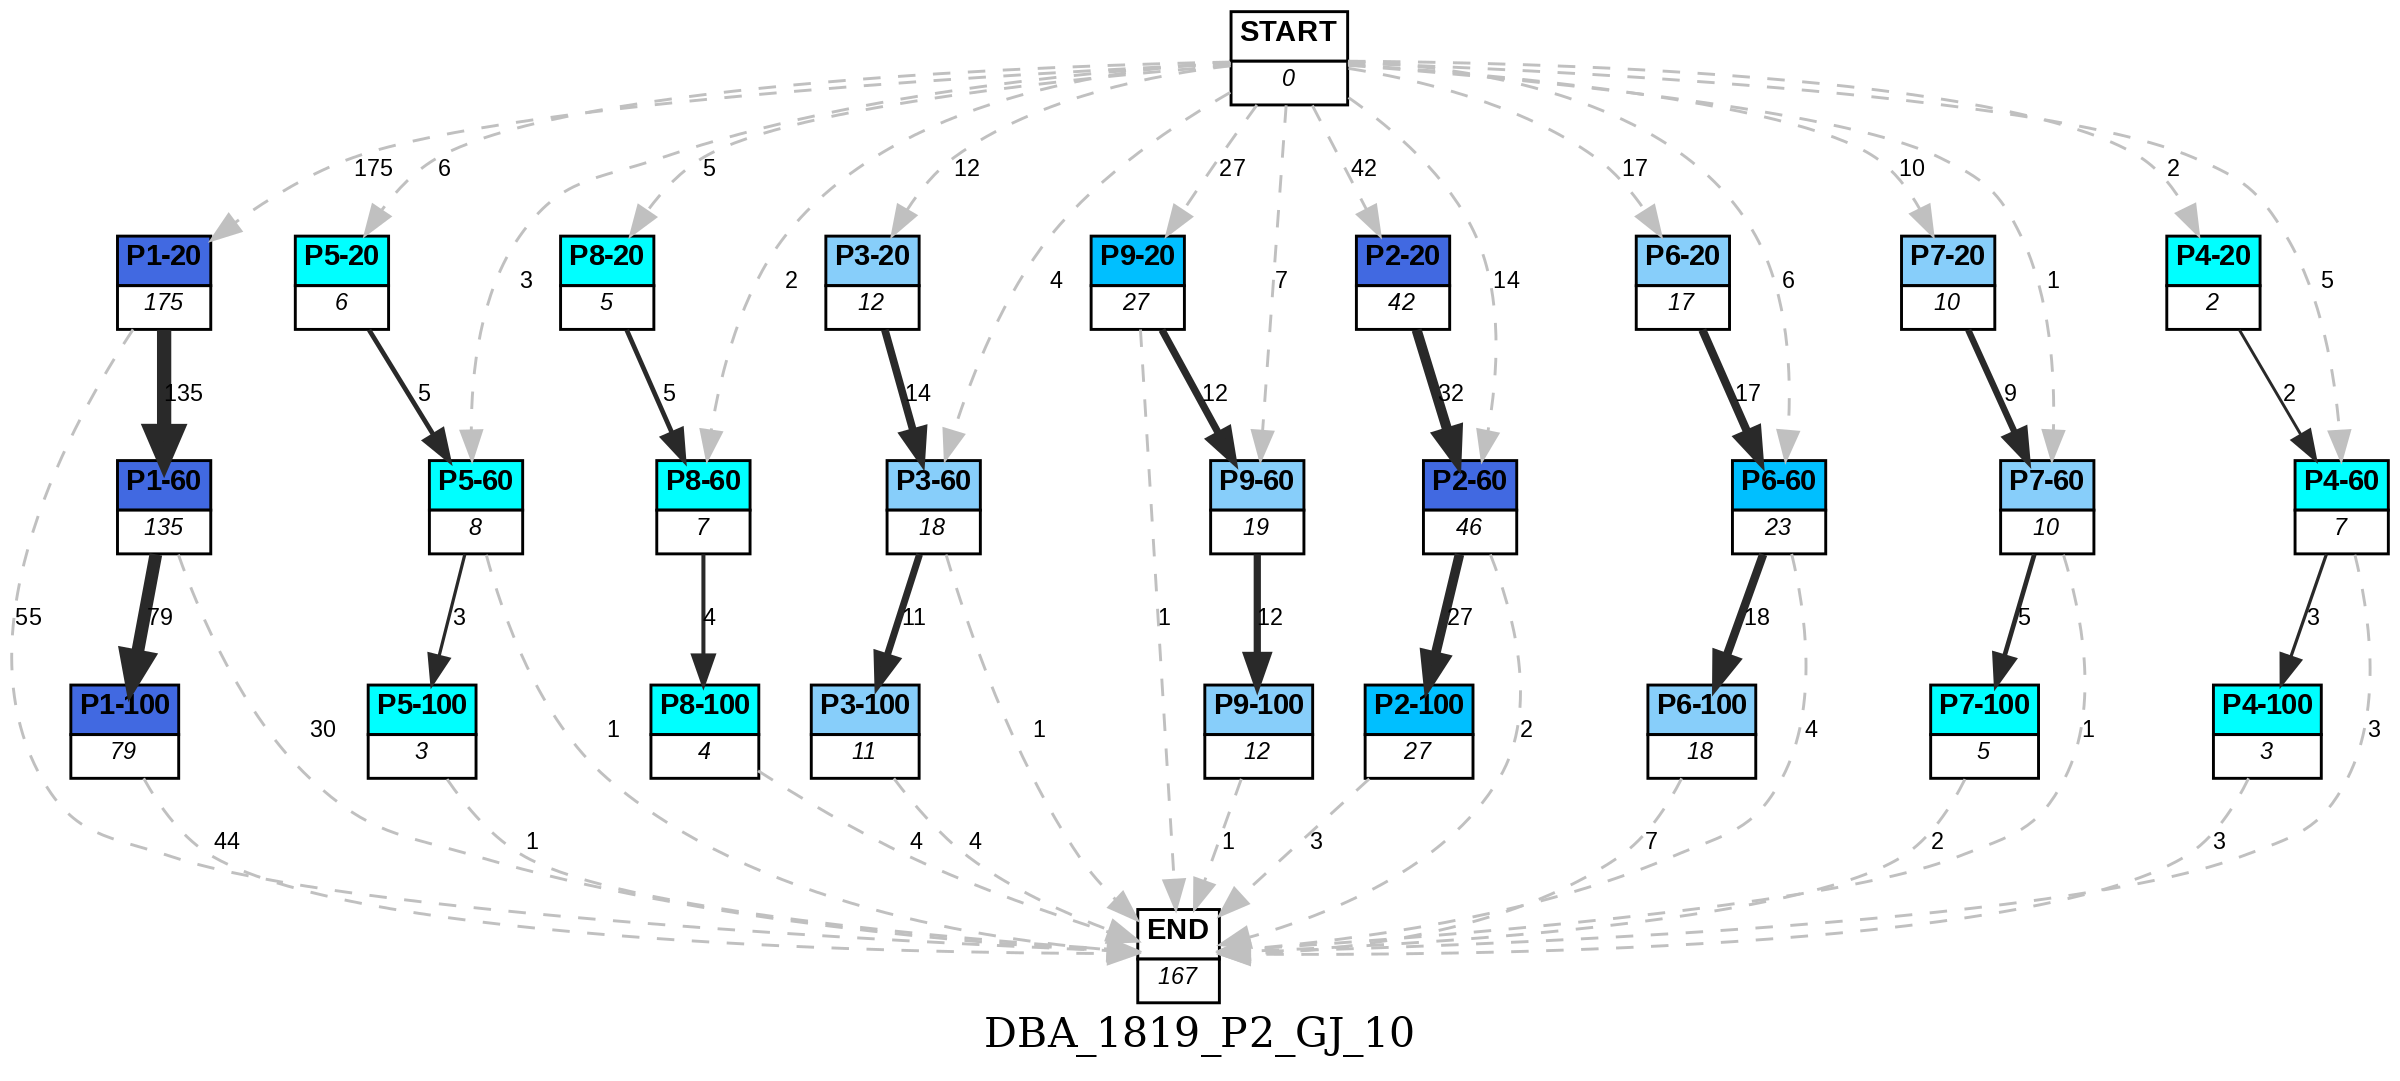 START
0
175
6
5
12
27
42
17
10
2
P1-20
175
P5-20
6
P8-20
5
P3-20
12
P9-20
27
P2-20
42
P6-20
17
P7-20
10
P4-20
2
3
2
4
7
14
6
1
5
135
5
5
14
12
32
17
9
2
P1-60
135
P5-60
8
P8-60
7
P3-60
18
P9-60
19
P2-60
46
P6-60
23
P7-60
10
P4-60
7
55
79
3
4
11
1
12
27
18
5
3
P1-100
79
P5-100
3
P8-100
4
P3-100
11
P9-100
12
P2-100
27
P6-100
18
P7-100
5
P4-100
3
30
1
1
2
4
1
3
44
1
4
4
1
3
7
2
3
END
167
DBA_1819_P2_GJ_10